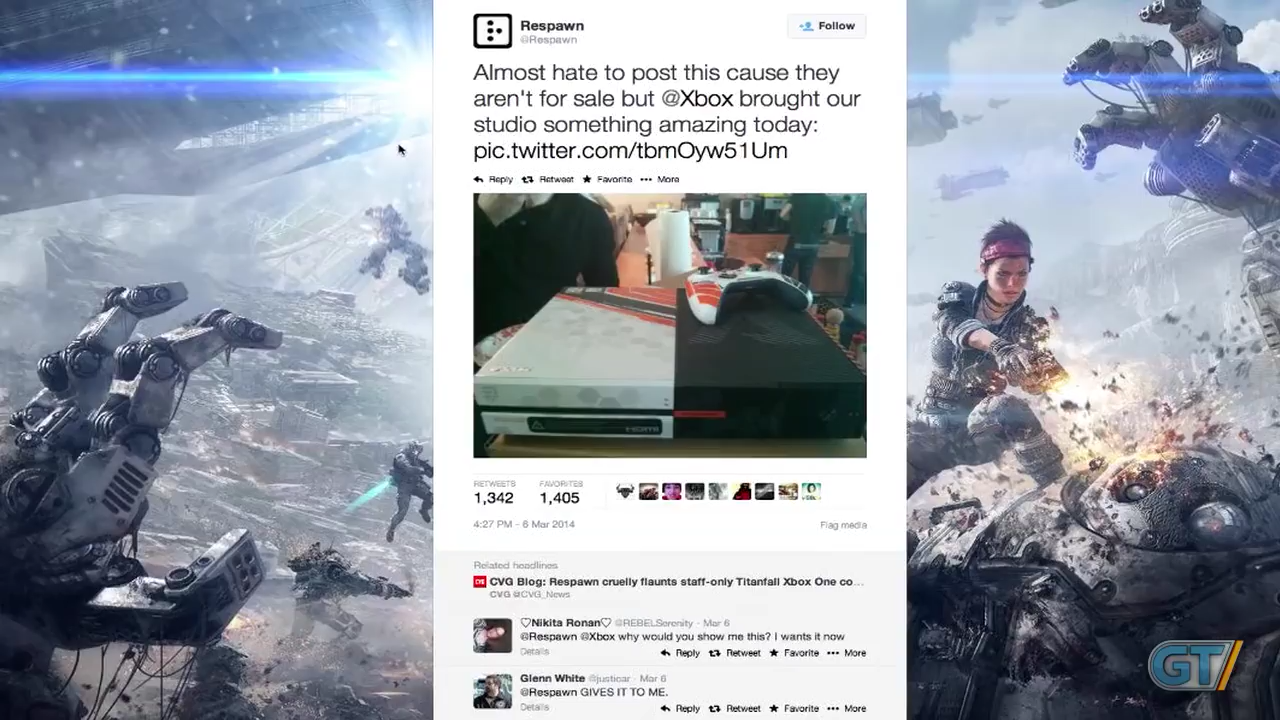 Respawn
@Respawn
Follow
Almost hate to post this cause they
aren't for sale but @Xbox brought our
studio something amazing today:
pic.twitter.com/tbmOyw51Um
Reply Retweet Favorite More
RETWEETS FAVORITES
1,342 1,405
4:27 PM - 6 Mar 2014 Flag media
Related headlines
CVG Blog: Respawn cruelly flaunts staff-only Titanfall Xbox One co...
CVG @CVG_News
♡Nikita Ronan♡ @REBELSerenity - Mar 6
@Respawn @Xbox why would you show me this? I wants it now
Details Reply Retweet Favorite More
Glenn White @justicar - Mar 6
@Respawn GIVES IT TO ME.
Details Reply Retweet Favorite More
GT